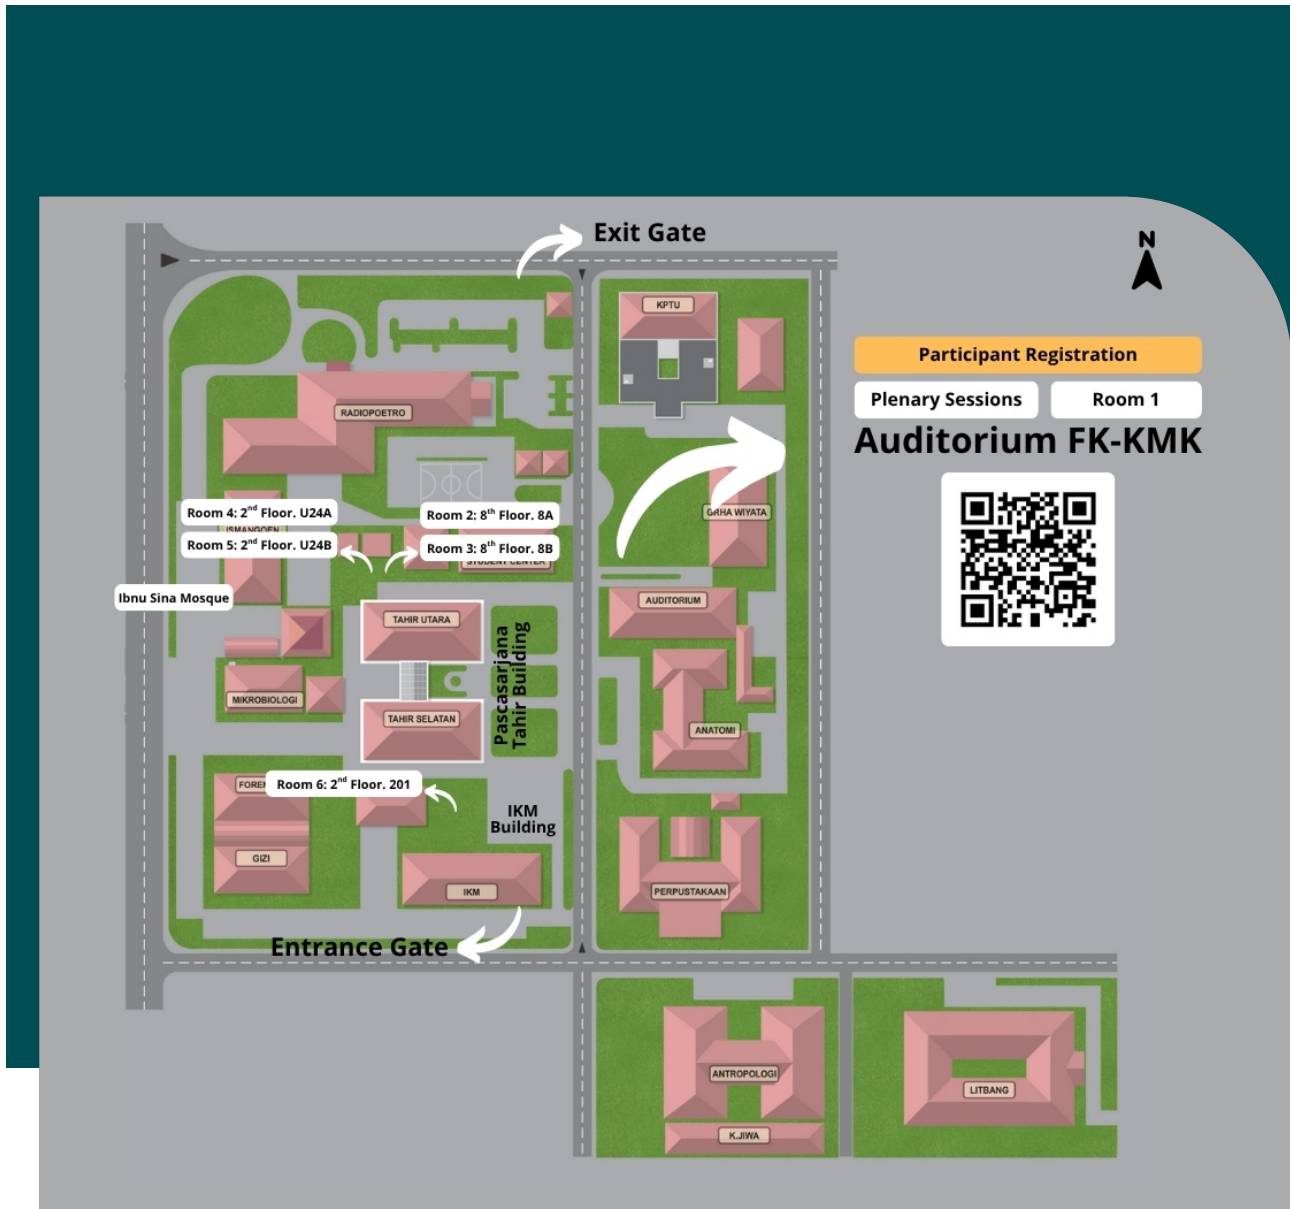 Exit Gate
N
KPTU
Participant Registration
Plenary Sessions
Room 1
RADIOPOETRO
Auditorium FK-KMK
Room 4: 2nd Floor. U24A
Room 2: 8th Floor. 8A
GRHA WIYATA
ISMANGOEN
Room 5: 2nd Floor. U24B
Room 3: 8th Floor. 8B
STUDENT CENTER
Ibnu Sina Mosque
AUDITORIUM
TAHIR UTARA
Pascasarjana
Tahir Building
MIKROBIOLOGI
TAHIR SELATAN
ANATOMI
Room 6: 2nd Floor. 201
IKM
Building
GIZI
IKM
PERPUSTAKAAN
Entrance Gate
ANTROPOLOGI
LITBANG
K.JIWA